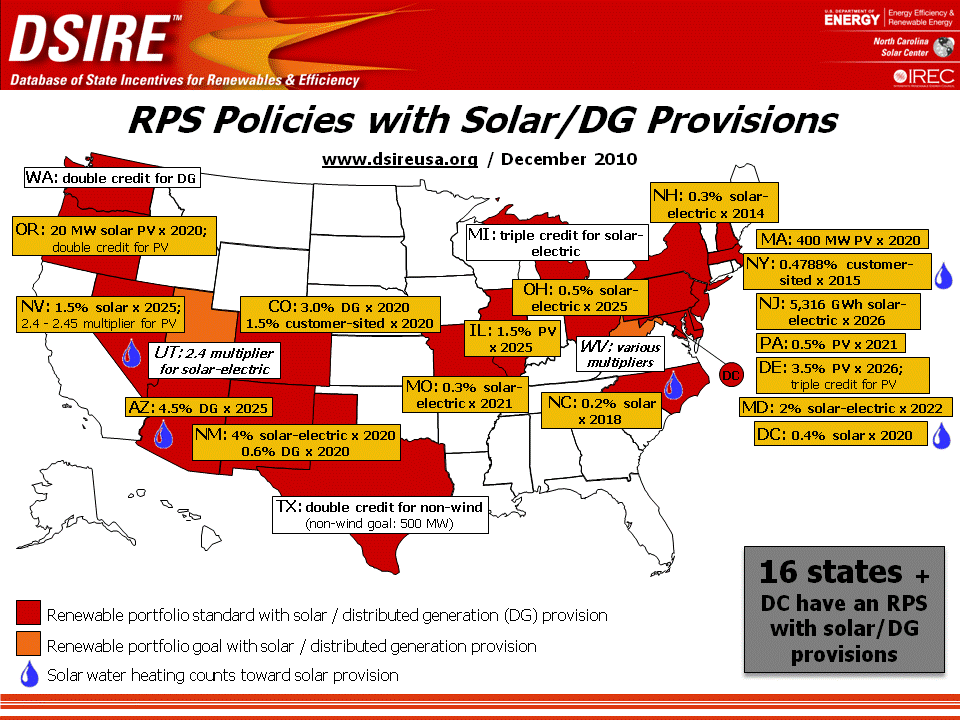 DSIRE™
Database of State Incentives for Renewables & Efficiency
U.S. DEPARTMENT OF
ENERGY
Energy Efficiency &
Renewable Energy
North Carolina
Solar Center
IREC
RPS Policies with Solar/DG Provisions
www.dsireusa.org / December 2010
WA: double credit for DG
OR: 20 MW solar PV x 2020;
double credit for PV
NV: 1.5% solar x 2025;
2.4 - 2.45 multiplier for PV
UT: 2.4 multiplier
for solar-electric
AZ: 4.5% DG x 2025
NM: 4% solar-electric x 2020
0.6% DG x 2020
CO: 3.0% DG x 2020
1.5% customer-sited x 2020
TX: double credit for non-wind
(non-wind goal: 500 MW)
MO: 0.3% solar-
electric x 2021
IL: 1.5% PV
x 2025
MI: triple credit for solar-
electric
OH: 0.5% solar-
electric x 2025
WV: various
multipliers
NC: 0.2% solar
x 2018
NH: 0.3% solar-
electric x 2014
MA: 400 MW PV x 2020
NY: 0.4788% customer-
sited x 2015
NJ: 5,316 GWh solar-
electric x 2026
PA: 0.5% PV x 2021
DE: 3.5% PV x 2026;
triple credit for PV
MD: 2% solar-electric x 2022
DC: 0.4% solar x 2020
DC
16 states +
DC have an RPS
with solar/DG
provisions
Renewable portfolio standard with solar / distributed generation (DG) provision
Renewable portfolio goal with solar / distributed generation provision
Solar water heating counts toward solar provision